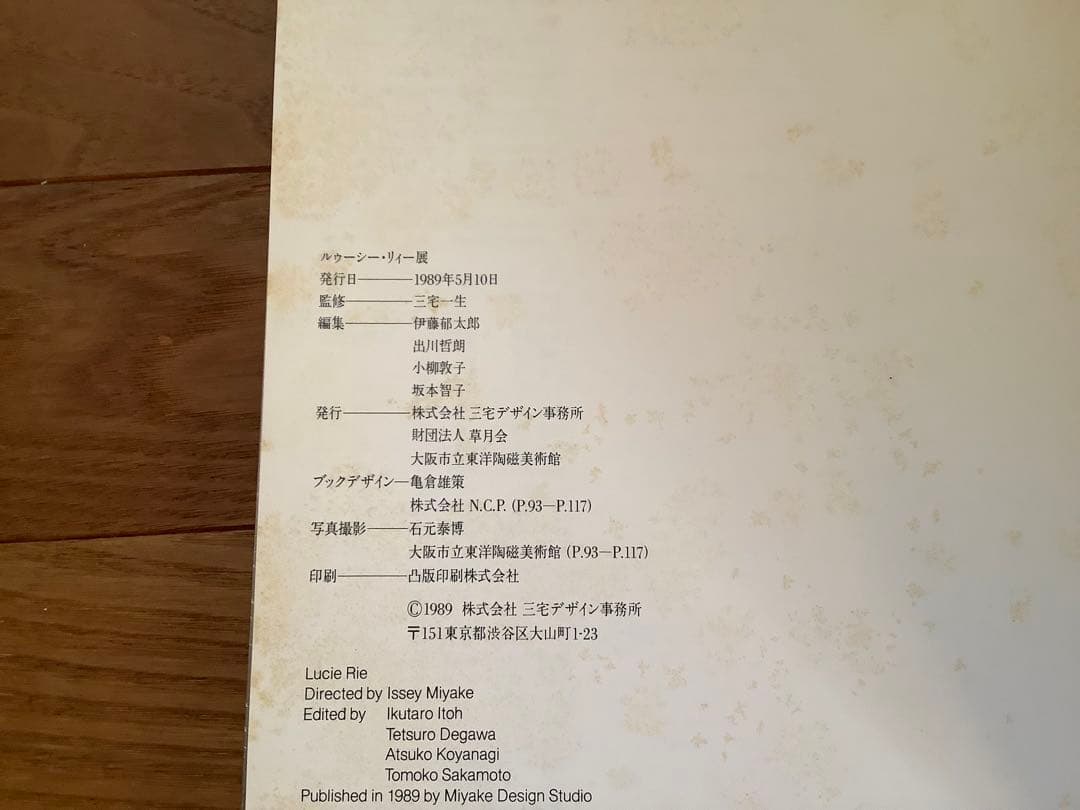 ルゥーシー・リィー展
発行日————1989年5月10日
監修————三宅一生
編集————伊藤郁太郎
出川哲朗
小柳敦子
坂本智子
発行————株式会社 三宅デザイン事務所
財団法人 草月会
大阪市立東洋陶磁美術館
ブックデザイン—亀倉雄策
株式会社 N.C.P. (P.93—P.117)
写真撮影———石元泰博
大阪市立東洋陶磁美術館 (P.93—P.117)
印刷————凸版印刷株式会社
©1989 株式会社 三宅デザイン事務所
〒151東京都渋谷区大山町1-23
Lucie Rie
Directed by Issey Miyake
Edited by Ikutaro Itoh
Tetsuro Degawa
Atsuko Koyanagi
Tomoko Sakamoto
Published in 1989 by Miyake Design Studio